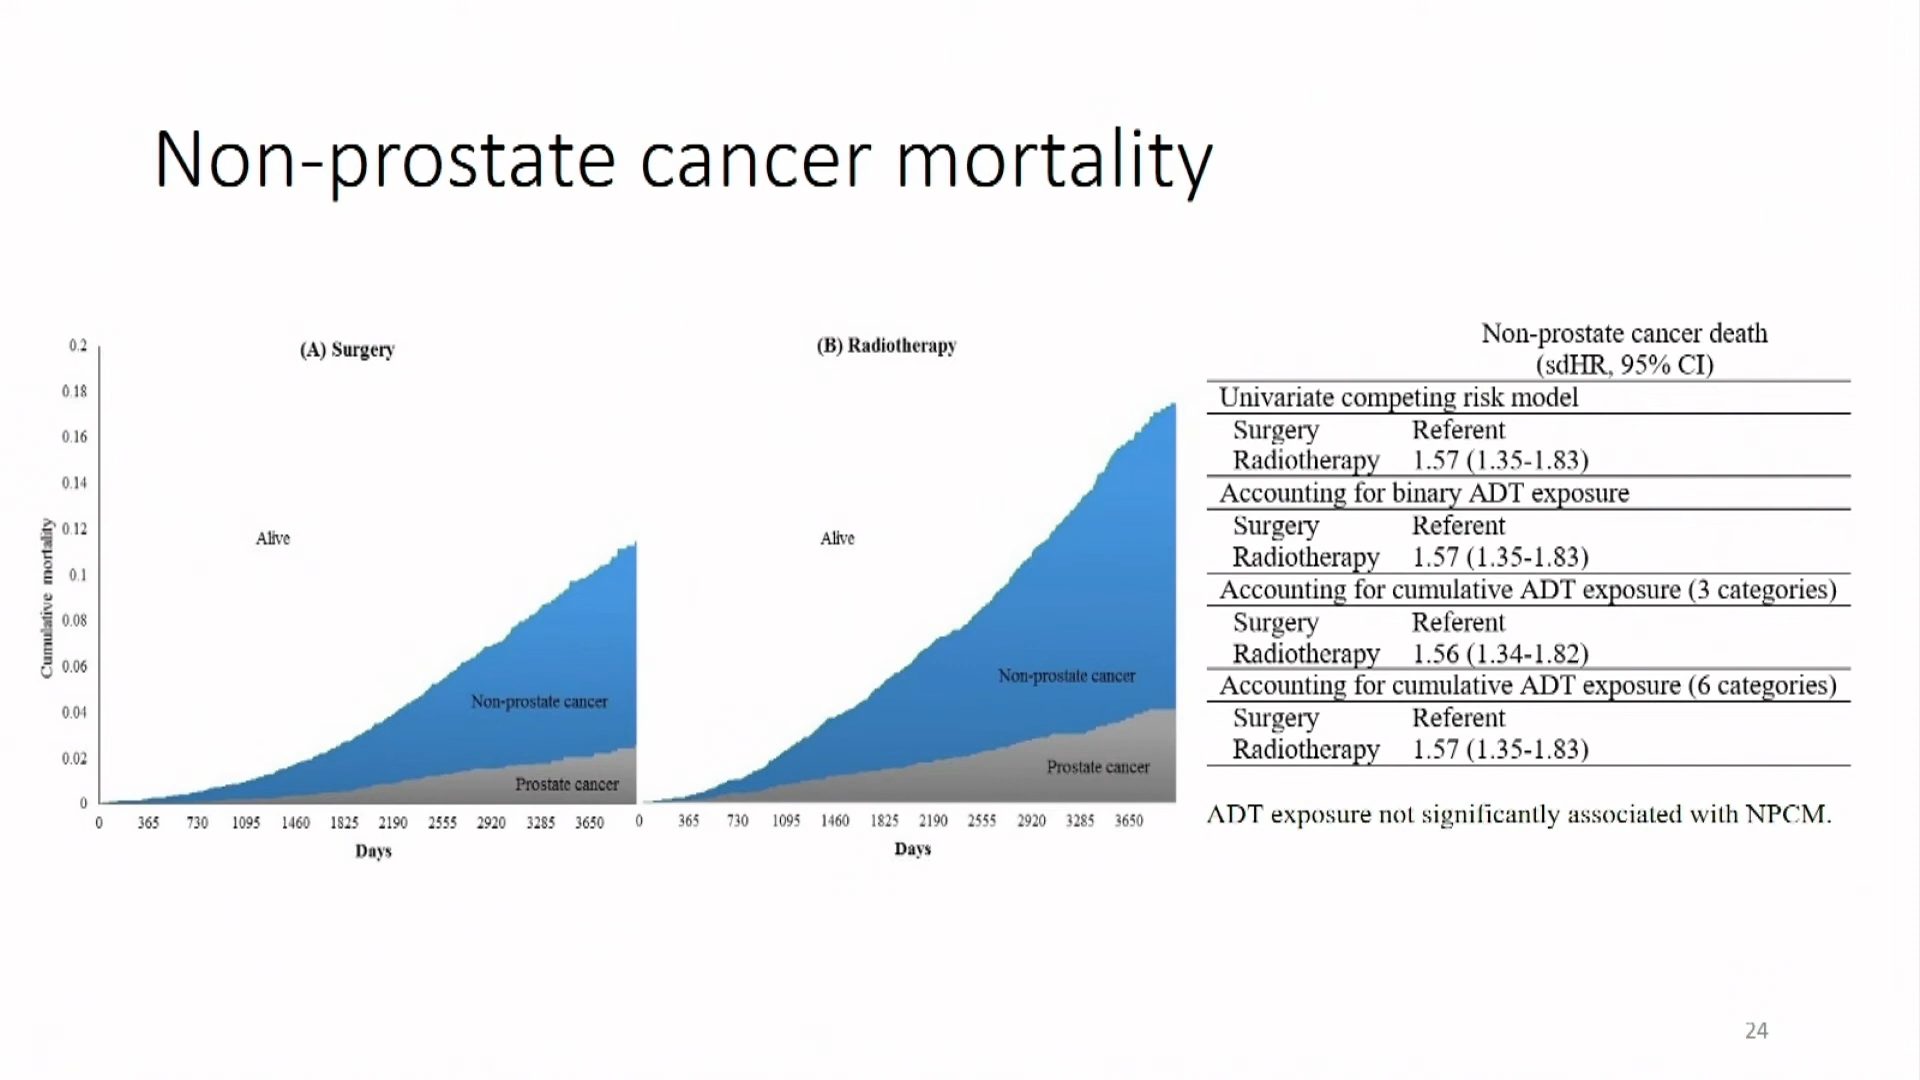 Non-prostate cancer mortality
(A) Surgery
0.2
0.18
0.16
0.14
0.12
0.1
0.08
0.06
0.04
0.02
0
Cumulative mortality
Alive
Non-prostate cancer
Prostate cancer
0 365 730 1095 1460 1825 2190 2555 2920 3285 3650
Days
(B) Radiotherapy
Alive
Non-prostate cancer
Prostate cancer
0 365 730 1095 1460 1825 2190 2555 2920 3285 3650
Days
Non-prostate cancer death
(sdHR, 95% CI)
Univariate competing risk model
Surgery Referent
Radiotherapy 1.57 (1.35-1.83)
Accounting for binary ADT exposure
Surgery Referent
Radiotherapy 1.57 (1.35-1.83)
Accounting for cumulative ADT exposure (3 categories)
Surgery Referent
Radiotherapy 1.56 (1.34-1.82)
Accounting for cumulative ADT exposure (6 categories)
Surgery Referent
Radiotherapy 1.57 (1.35-1.83)
ADT exposure not significantly associated with NPCM.
24